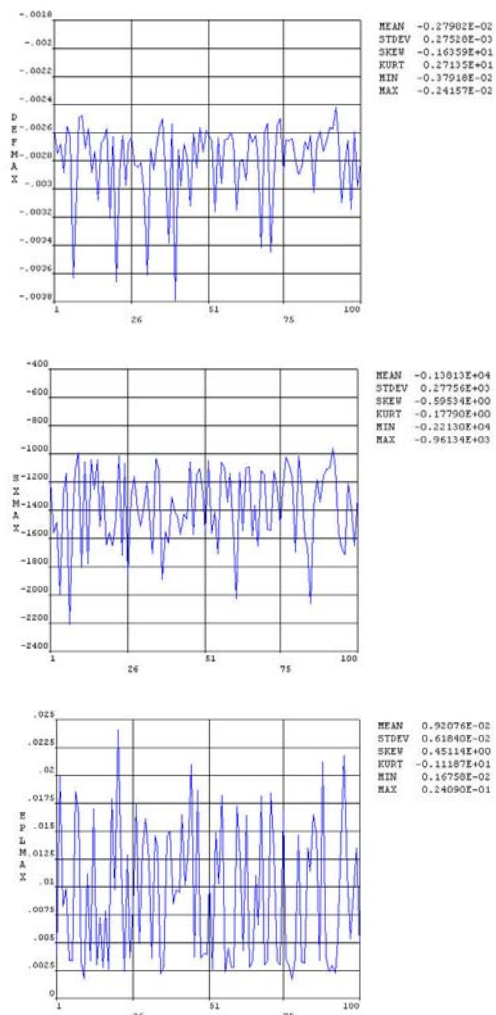 -.0018
-.002
-.0022
-.0024
-.0026
-.0028
-.003
-.0032
-.0034
-.0036
-.0038
DEFMAX
1
26
51
75
100
MEAN -0.27982E-02
STDEV 0.27528E-03
SKEW -0.16359E+01
KURT 0.27135E+01
MIN -0.37918E-02
MAX -0.24157E-02
-400
-600
-800
-1000
-1200
-1400
-1600
-1800
-2000
-2200
-2400
SXMAX
1
26
51
75
100
MEAN -0.13813E+04
STDEV 0.27756E+03
SKEW -0.59534E+00
KURT -0.17790E+00
MIN -0.22130E+04
MAX -0.96134E+03
.025
.0225
.02
.0175
.015
.0125
.01
.0075
.005
.0025
0
EPLMAX
1
26
51
75
100
MEAN 0.92076E-02
STDEV 0.61840E-02
SKEW 0.45114E+00
KURT -0.11187E+01
MIN 0.16758E-02
MAX 0.24090E-01